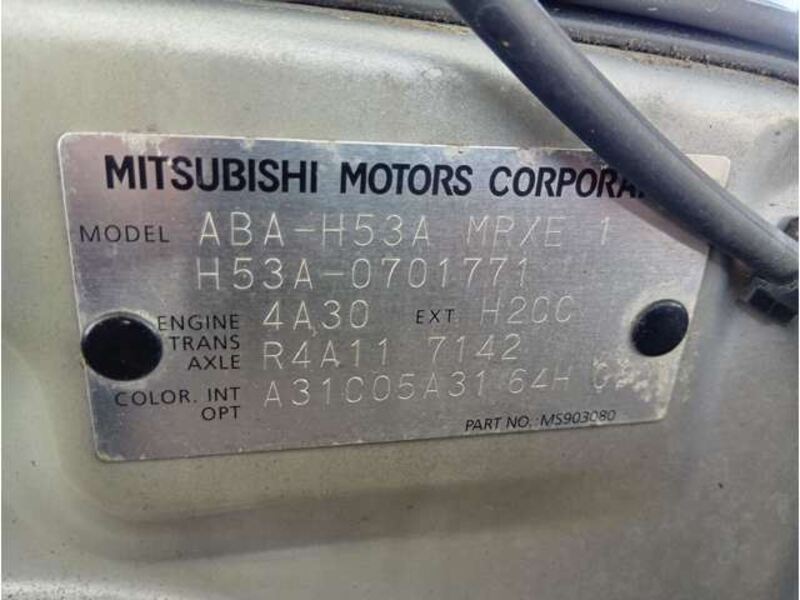 MITSUBISHI MOTORS CORPORA
MODEL ABA-H53A MRXE 1
H53A-0701771
ENGINE 4A30 EXT H20C
TRANS AXLE R4A11 7142
COLOR. INT OPT A31C05A31 64H
PART NO. MS903080